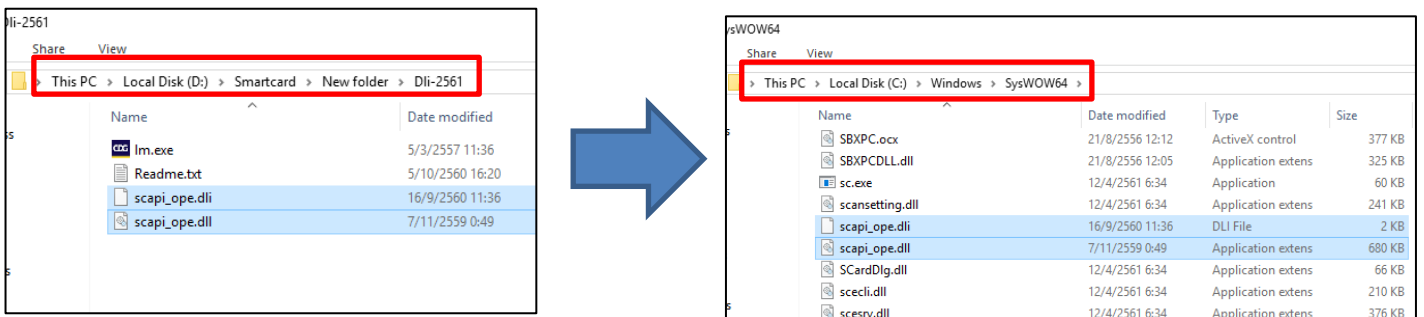 Dli-2561
Share View
This PC > Local Disk (D:) > Smartcard > New folder > Dli-2561
Name Date modified
CDG lm.exe 5/3/2557 11:36
Readme.txt 5/10/2560 16:20
scapi_ope.dli 16/9/2560 11:36
scapi_ope.dll 7/11/2559 0:49
ysWOW64
Share View
> This PC > Local Disk (C:) > Windows > SysWOW64 >
Name Date modified Type Size
SBXPC.ocx 21/8/2556 12:12 ActiveX control 377 KB
SBXPCDLL.dll 21/8/2556 12:05 Application extens 325 KB
sc.exe 12/4/2561 6:34 Application 60 KB
scansetting.dll 12/4/2561 6:34 Application extens 241 KB
scapi_ope.dli 16/9/2560 11:36 DLI File 2 KB
scapi_ope.dll 7/11/2559 0:49 Application extens 680 KB
SCardDlg.dll 12/4/2561 6:34 Application extens 66 KB
scecli.dll 12/4/2561 6:34 Application extens 210 KB
scesrv.dll 12/4/2561 6:34 Application extens 376 KB